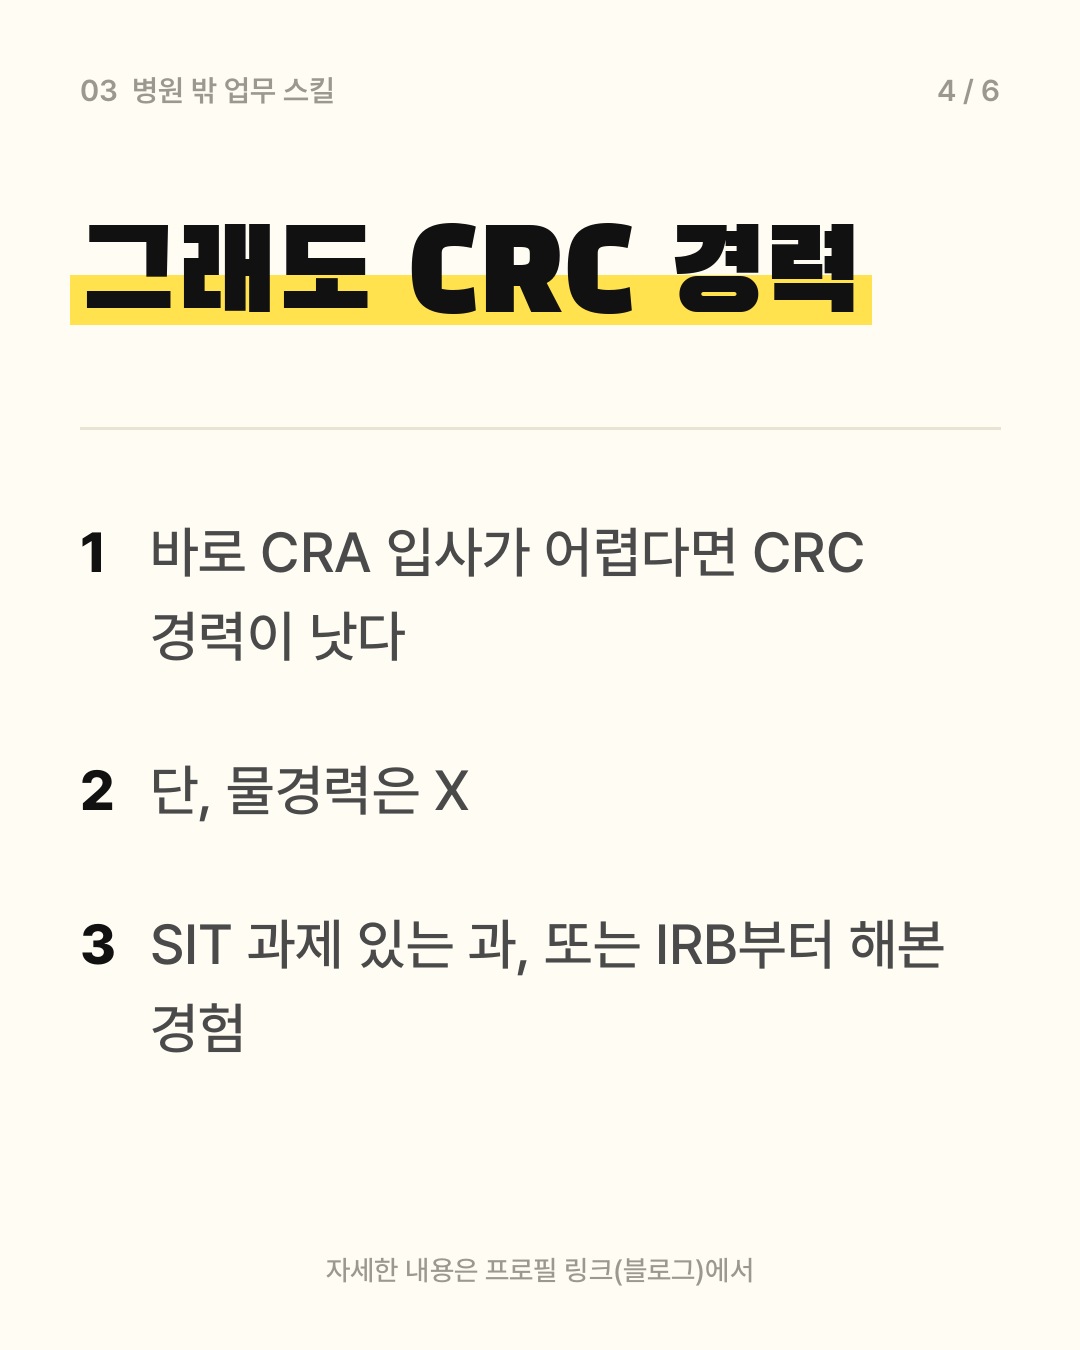 03 병원 밖 업무 스킬
4 / 6
그래도 CRC 경력
1 바로 CRA 입사가 어렵다면 CRC
경력이 낫다
2 단, 물경력은 X
3 SIT 과제 있는 과, 또는 IRB부터 해본
경험
자세한 내용은 프로필 링크(블로그)에서